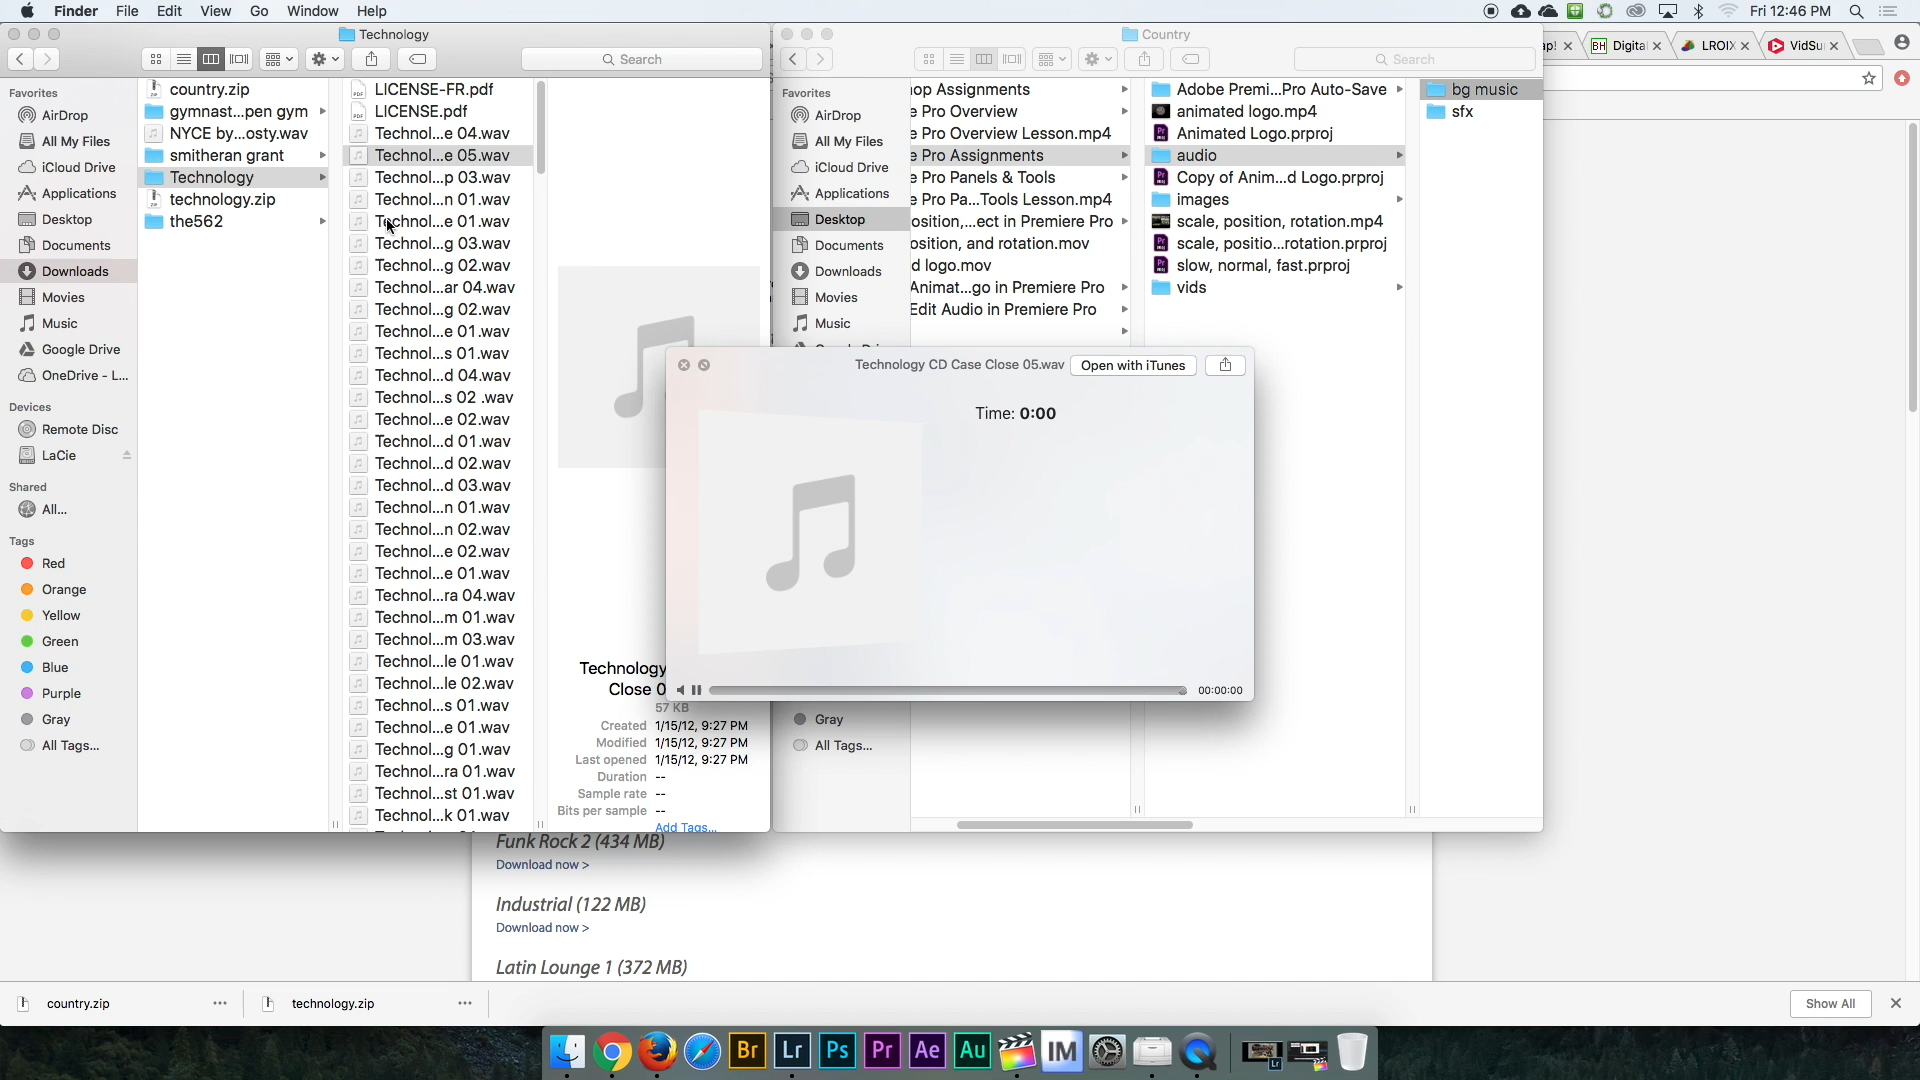 Finder File Edit View Go Window Help Fri 12:46 PM
Technology
Search
Favorites
AirDrop
All My Files
iCloud Drive
Applications
Desktop
Documents
Downloads
Movies
Music
Google Drive
OneDrive - L...
Devices
Remote Disc
LaCie
Shared
All...
Tags
Red
Orange
Yellow
Green
Blue
Purple
Gray
All Tags...
country.zip
gymnast...pen gym
NYCE by...osty.wav
smitheran grant
Technology
technology.zip
the562
LICENSE-FR.pdf
LICENSE.pdf
Technol...e 04.wav
Technol...e 05.wav
Technol...p 03.wav
Technol...n 01.wav
Technol...e 01.wav
Technol...g 03.wav
Technol...g 02.wav
Technol...ar 04.wav
Technol...g 02.wav
Technol...e 01.wav
Technol...s 01.wav
Technol...d 04.wav
Technol...s 02 .wav
Technol...e 02.wav
Technol...d 01.wav
Technol...d 02.wav
Technol...d 03.wav
Technol...n 01.wav
Technol...n 02.wav
Technol...e 02.wav
Technol...e 01.wav
Technol...ra 04.wav
Technol...m 01.wav
Technol...m 03.wav
Technol...le 01.wav
Technol...le 02.wav
Technol...s 01.wav
Technol...e 01.wav
Technol...g 01.wav
Technol...ra 01.wav
Technol...st 01.wav
Technol...k 01.wav
Technology
Close 0
57 KB
Created 1/15/12, 9:27 PM
Modified 1/15/12, 9:27 PM
Last opened 1/15/12, 9:27 PM
Duration --
Sample rate --
Bits per sample --
Add Tags...
Country
Search
Favorites
AirDrop
All My Files
iCloud Drive
Applications
Desktop
Documents
Downloads
Movies
Music
Gray
All Tags...
op Assignments
e Pro Overview
e Pro Overview Lesson.mp4
e Pro Assignments
e Pro Panels & Tools
e Pro Pa...Tools Lesson.mp4
osition,...ect in Premiere Pro
osition, and rotation.mov
d logo.mov
Animat...go in Premiere Pro
Edit Audio in Premiere Pro
Adobe Premi...Pro Auto-Save
animated logo.mp4
Animated Logo.prproj
audio
Copy of Anim...d Logo.prproj
images
scale, position, rotation.mp4
scale, positio...rotation.prproj
slow, normal, fast.prproj
vids
bg music
sfx
Technology CD Case Close 05.wav Open with iTunes
Time: 0:00
00:00:00
ap! BH Digita LROIX VidSu
Funk Rock 2 (434 MB)
Download now >
Industrial (122 MB)
Download now >
Latin Lounge 1 (372 MB)
country.zip technology.zip Show All
Br Lr Ps Pr Ae Au IM